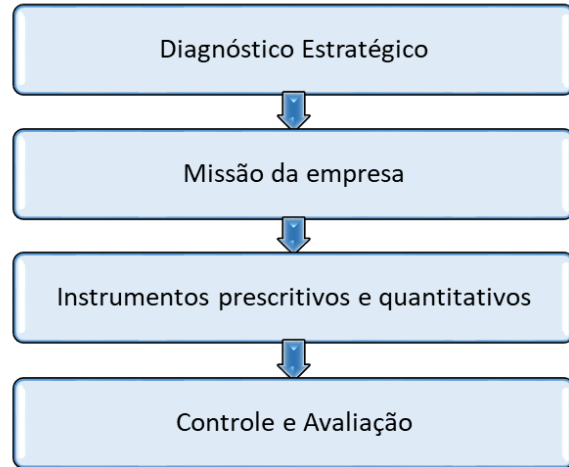 Diagnóstico Estratégico
Missão da empresa
Instrumentos prescritivos e quantitativos
Controle e Avaliação